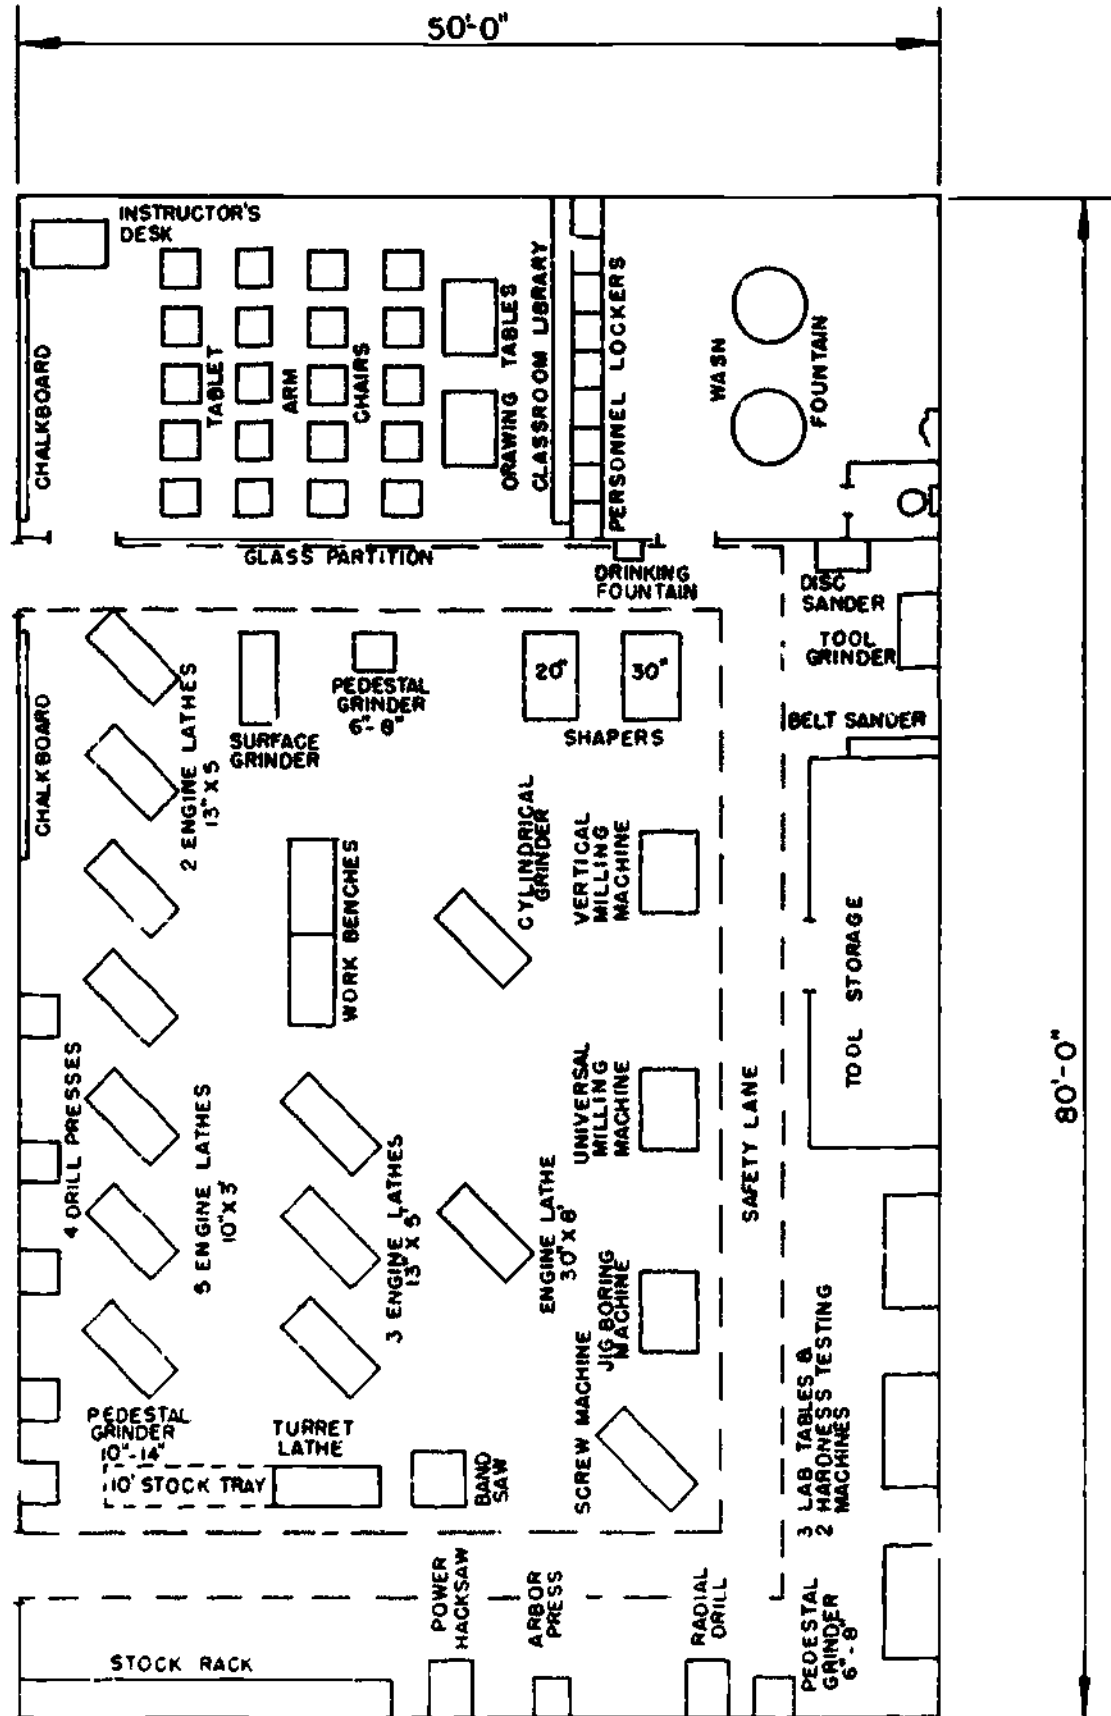 50'-0"
INSTRUCTOR'S
DESK
CHALKBOARD
TABLET
ARM
CHAIRS
DRAWING TABLES
CLASSROOM LIBRARY
PERSONNEL LOCKERS
WASN
FOUNTAIN
GLASS PARTITION
DRINKING
FOUNTAIN
DISC
SANDER
TOOL
GRINDER
BELT SANDER
CHALKBOARD
2 ENGINE LATHES
13" X 5
SURFACE
GRINDER
PEDESTAL
GRINDER
6"-8"
20"
30"
SHAPERS
CYLINDRICAL
GRINDER
VERTICAL
MILLING
MACHINE
WORK BENCHES
TOOL STORAGE
80'-0"
4 DRILL PRESSES
5 ENGINE LATHES
10" X 3'
3 ENGINE LATHES
13" X 5'
ENGINE LATHE
30" X 8'
UNIVERSAL
MILLING
MACHINE
SAFETY LANE
JIG BORING
MACHINE
SCREW MACHINE
3 LAB TABLES &
2 HARDNESS TESTING
MACHINES
PEDESTAL
GRINDER
10"-14"
TURRET
LATHE
10' STOCK TRAY
BAND
SAW
POWER
HACKSAW
ARBOR
PRESS
RADIAL
DRILL
PEDESTAL
GRINDER
6"-8"
STOCK RACK